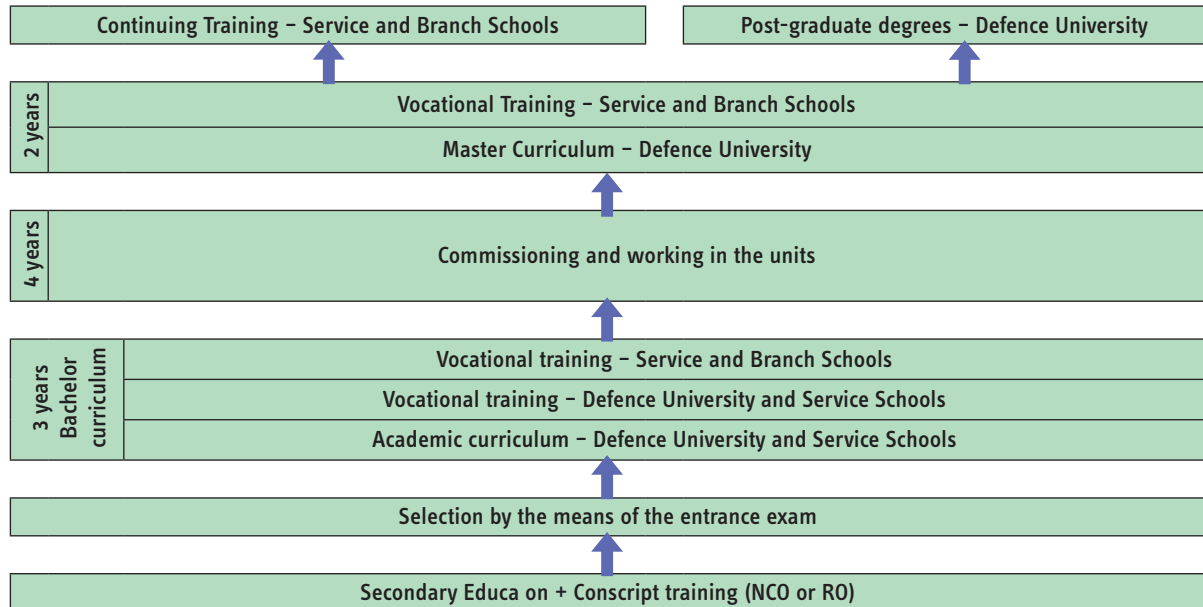 Continuing Training – Service and Branch Schools
Post-graduate degrees – Defence University
2 years
Vocational Training – Service and Branch Schools
Master Curriculum – Defence University
4 years
Commissioning and working in the units
3 years
Bachelor
curriculum
Vocational training – Service and Branch Schools
Vocational training – Defence University and Service Schools
Academic curriculum – Defence University and Service Schools
Selection by the means of the entrance exam
Secondary Educa on + Conscript training (NCO or RO)